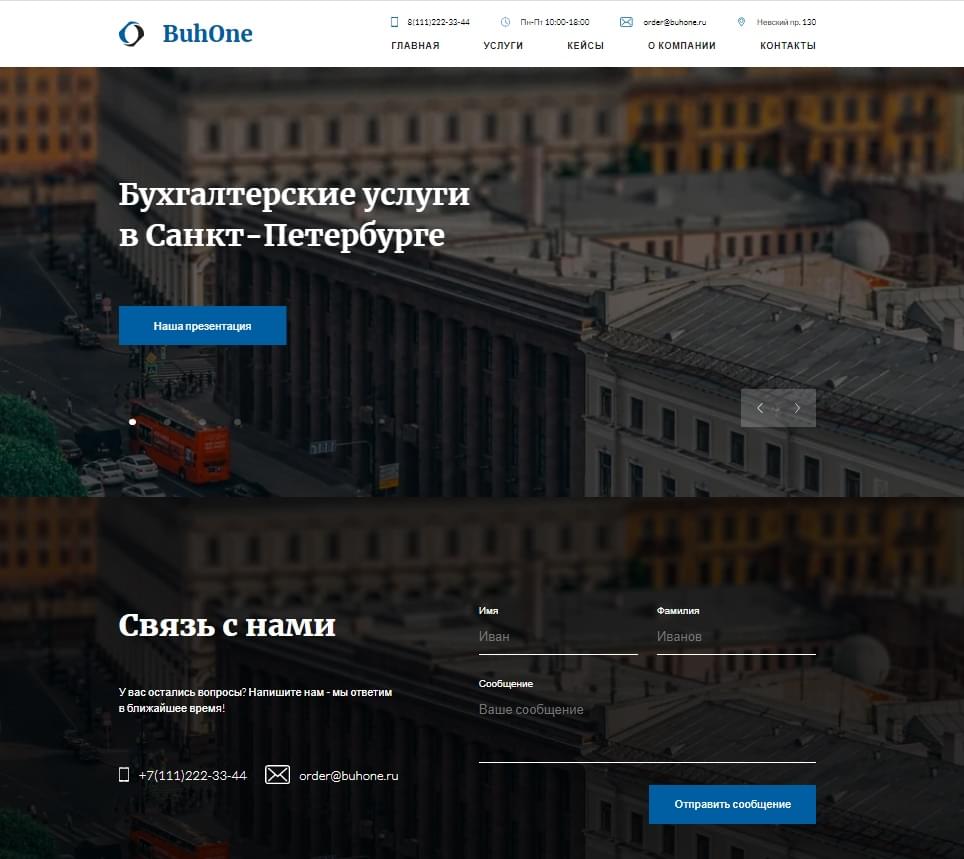 BuhOne
8(111)222-33-44
Пн-Пт 10:00-18:00
order@buhone.ru
Невский пр. 130
ГЛАВНАЯ
УСЛУГИ
КЕЙСЫ
О КОМПАНИИ
КОНТАКТЫ
Бухгалтерские услуги
в Санкт-Петербурге
Наша презентация
Связь с нами
У вас остались вопросы? Напишите нам - мы ответим
в ближайшее время!
+7(111)222-33-44
order@buhone.ru
Имя
Фамилия
Иван
Иванов
Сообщение
Ваше сообщение
Отправить сообщение